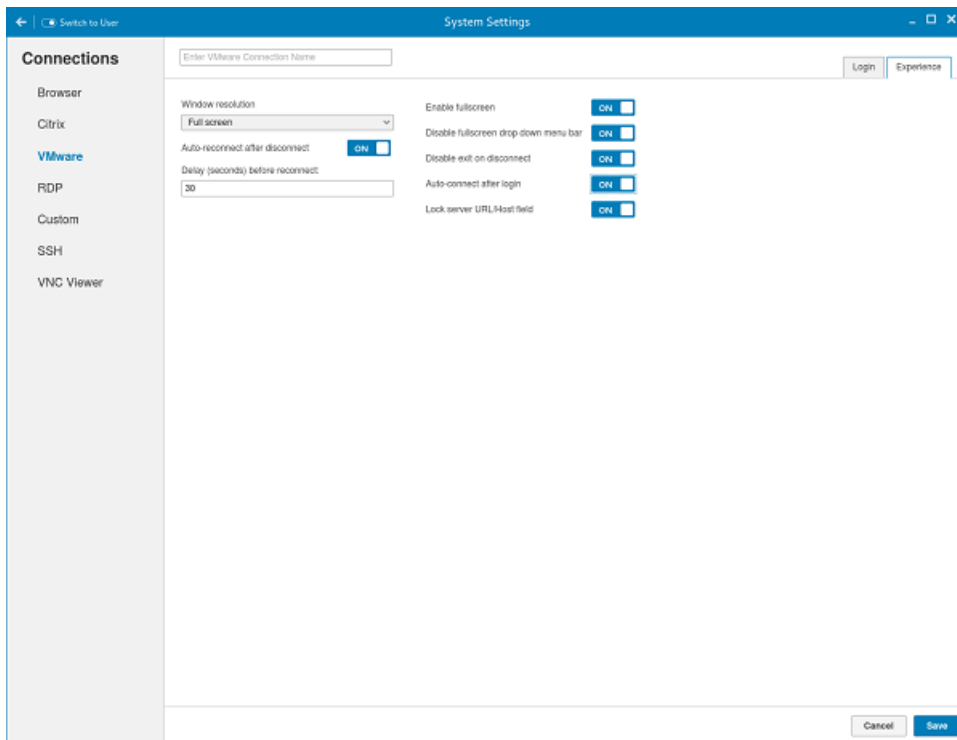 Switch to User
System Settings
Connections
Browser
Citrix
VMware
RDP
Custom
SSH
VNC Viewer
Enter VMware Connection Name
Login
Experience
Window resolution
Full screen
Auto-reconnect after disconnect
ON
Delay (seconds) before reconnect:
30
Enable fullscreen
ON
Disable fullscreen drop down menu bar
ON
Disable exit on disconnect
ON
Auto-connect after login
ON
Lock server URL/Host field
ON
Cancel
Save